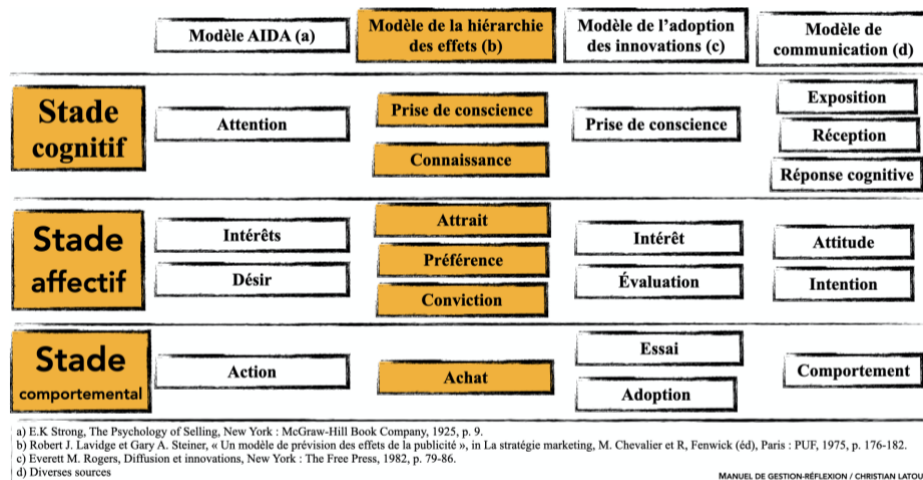 Modèle AIDA (a)
Modèle de la hiérarchie
des effets (b)
Modèle de l'adoption
des innovations (c)
Modèle de
communication (d)
Stade
cognitif
Attention
Prise de conscience
Connaissance
Prise de conscience
Exposition
Réception
Réponse cognitive
Stade
affectif
Intérêts
Désir
Attrait
Préférence
Conviction
Intérêt
Évaluation
Attitude
Intention
Stade
comportemental
Action
Achat
Essai
Adoption
Comportement
a) E.K Strong, The Psychology of Selling, New York : McGraw-Hill Book Company, 1925, p. 9.
b) Robert J. Lavidge et Gary A. Steiner, « Un modèle de prévision des effets de la publicité », in La stratégie marketing, M. Chevalier et R, Fenwick (éd), Paris : PUF, 1975, p. 176-182.
c) Everett M. Rogers, Diffusion et innovations, New York : The Free Press, 1982, p. 79-86.
d) Diverses sources
MANUEL DE GESTION-RÉFLEXION / CHRISTIAN LATOU